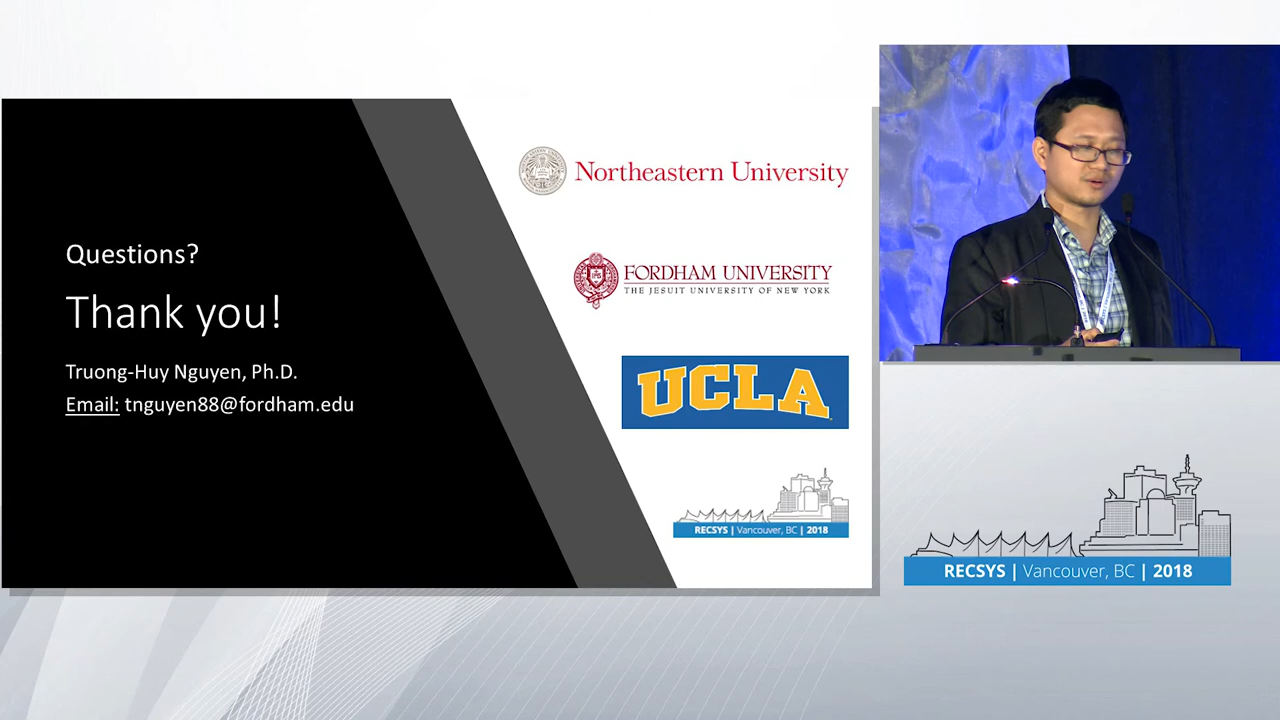 Questions?
Thank you!
Truong-Huy Nguyen, Ph.D.
Email: tnguyen88@fordham.edu
Northeastern University
FORDHAM UNIVERSITY
THE JESUIT UNIVERSITY OF NEW YORK
UCLA
RECSYS | Vancouver, BC | 2018
RECSYS | Vancouver, BC | 2018